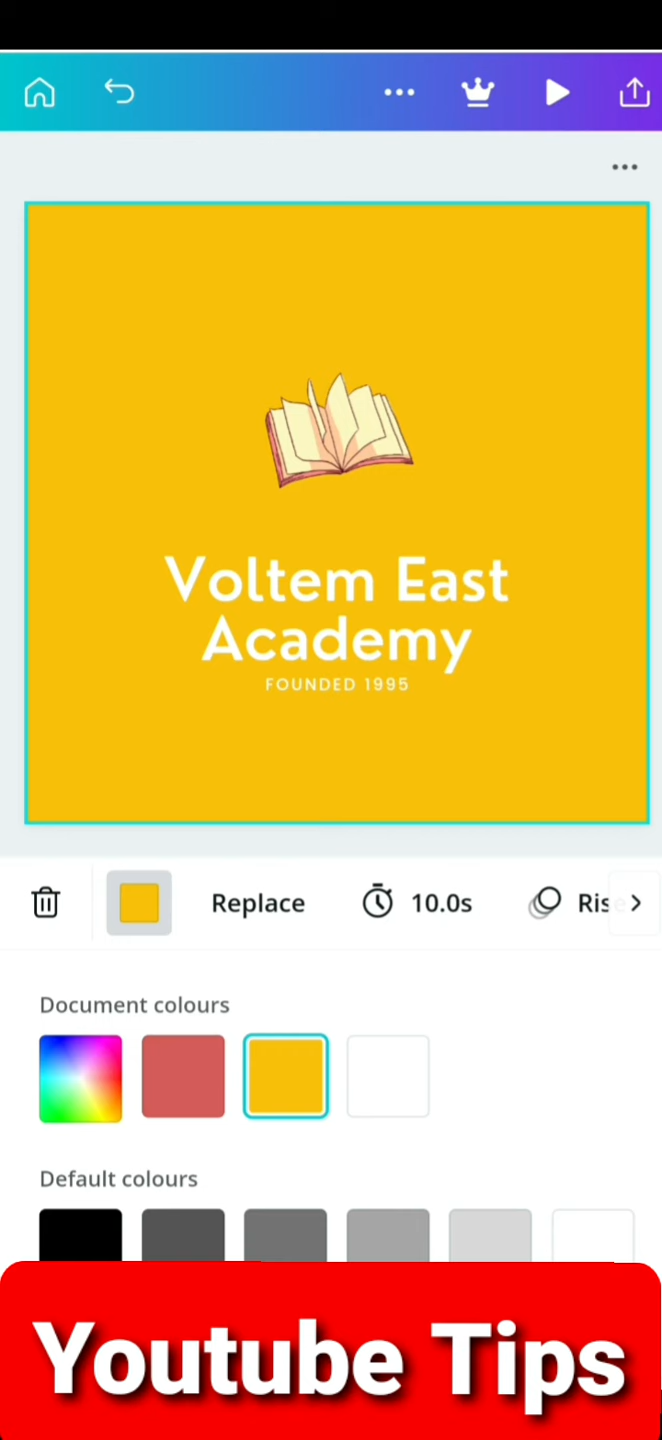 Voltem East
Academy
FOUNDED 1995
Replace
10.0s
Document colours
Default colours
Youtube Tips